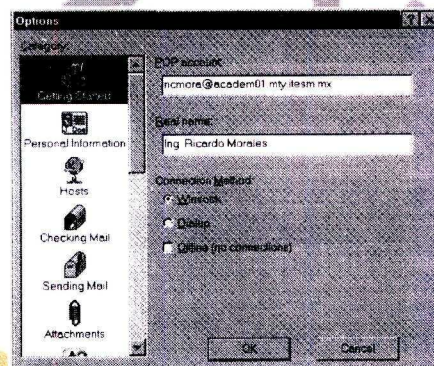 Options
Category:
Getting Started
Personal Information
Hosts
Checking Mail
Sending Mail
Attachments
POP account:
ncmora@academ01.mty.itesm.mx
Real name:
Ing. Ricardo Morales
Connection Method:
Winsock
Dialup
Offline (no connections)
OK
Cancel